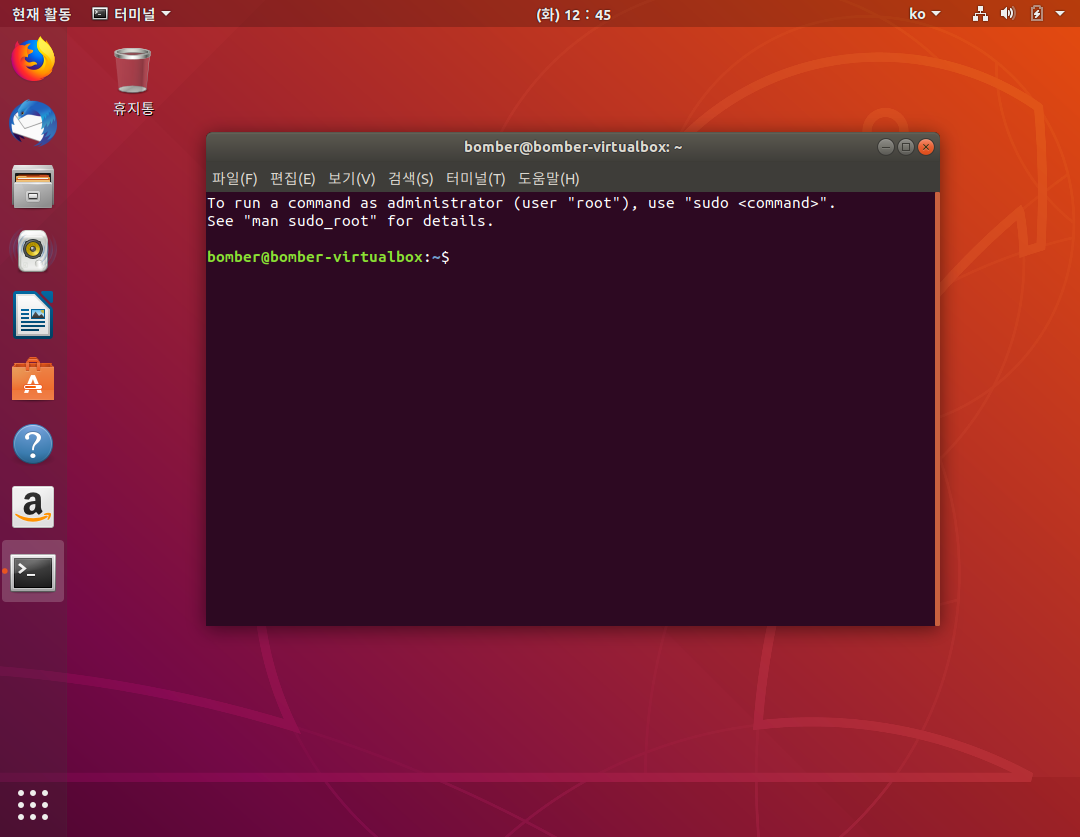 현재 활동 터미널 (화) 12 : 45 ko
휴지통
bomber@bomber-virtualbox: ~
파일(F) 편집(E) 보기(V) 검색(S) 터미널(T) 도움말(H)
To run a command as administrator (user "root"), use "sudo <command>".
See "man sudo_root" for details.
bomber@bomber-virtualbox:~$